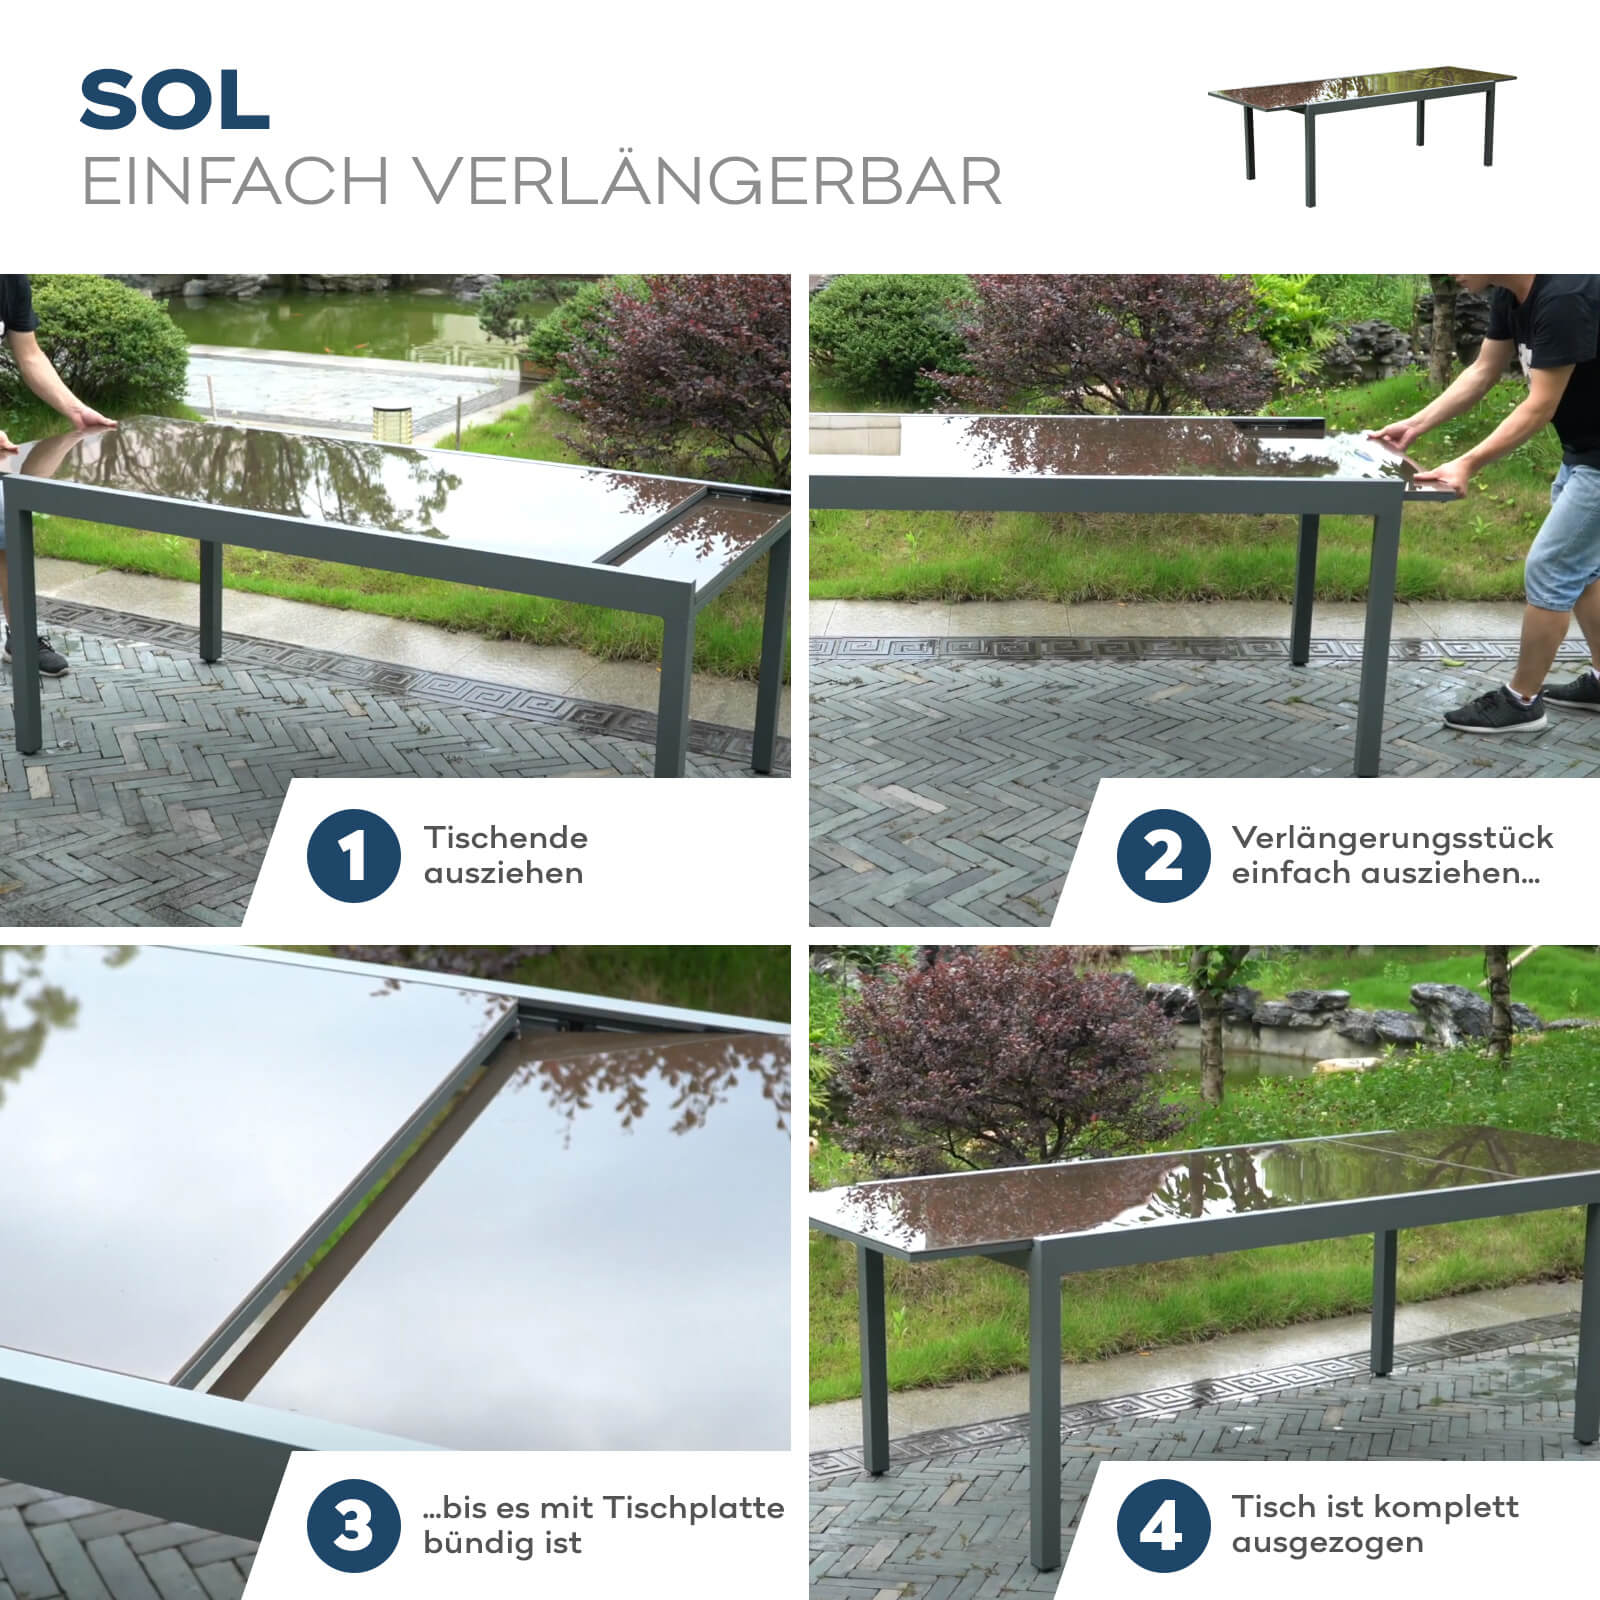 SOL
EINFACH VERLÄNGERBAR
1
Tischende
ausziehen
2
Verlängerungsstück
einfach ausziehen...
3
...bis es mit Tischplatte
bündig ist
4
Tisch ist komplett
ausgezogen